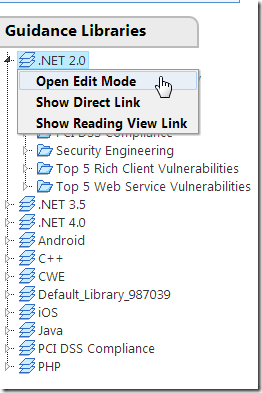 Guidance Libraries
.NET 2.0
Open Edit Mode
Show Direct Link
Show Reading View Link
PCI DSS Compliance
Security Engineering
Top 5 Rich Client Vulnerabilities
Top 5 Web Service Vulnerabilities
.NET 3.5
.NET 4.0
Android
C++
CWE
Default_Library_987039
iOS
Java
PCI DSS Compliance
PHP